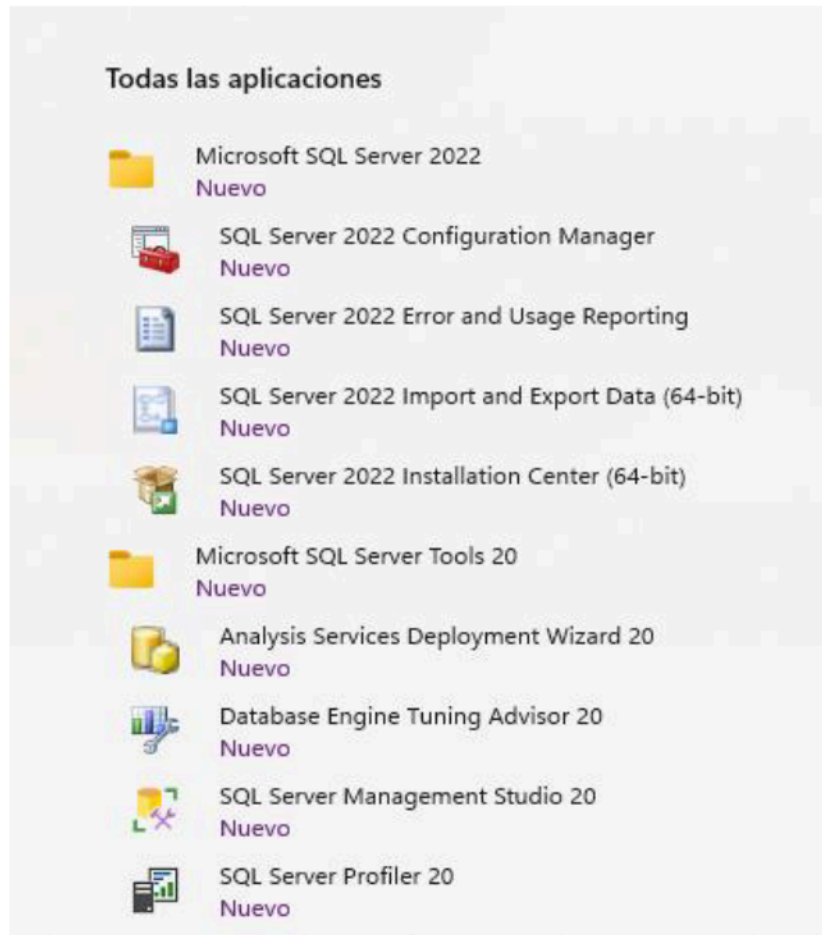 Todas las aplicaciones
Microsoft SQL Server 2022
Nuevo
SQL Server 2022 Configuration Manager
Nuevo
SQL Server 2022 Error and Usage Reporting
Nuevo
SQL Server 2022 Import and Export Data (64-bit)
Nuevo
SQL Server 2022 Installation Center (64-bit)
Nuevo
Microsoft SQL Server Tools 20
Nuevo
Analysis Services Deployment Wizard 20
Nuevo
Database Engine Tuning Advisor 20
Nuevo
SQL Server Management Studio 20
Nuevo
SQL Server Profiler 20
Nuevo